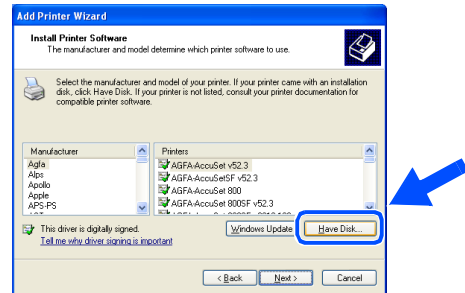 Add Printer Wizard
Install Printer Software
The manufacturer and model determine which printer software to use.
Select the manufacturer and model of your printer. If your printer came with an installation
disk, click Have Disk. If your printer is not listed, consult your printer documentation for
compatible printer software.
Manufacturer
Agfa
Alps
Apollo
Apple
APS-PS
Printers
AGFA-AccuSet v52.3
AGFA-AccuSetSF v52.3
AGFA-AccuSet 800
AGFA-AccuSet 800SF v52.3
This driver is digitally signed.
Tell me why driver signing is important
Windows Update
Have Disk...
< Back
Next >
Cancel